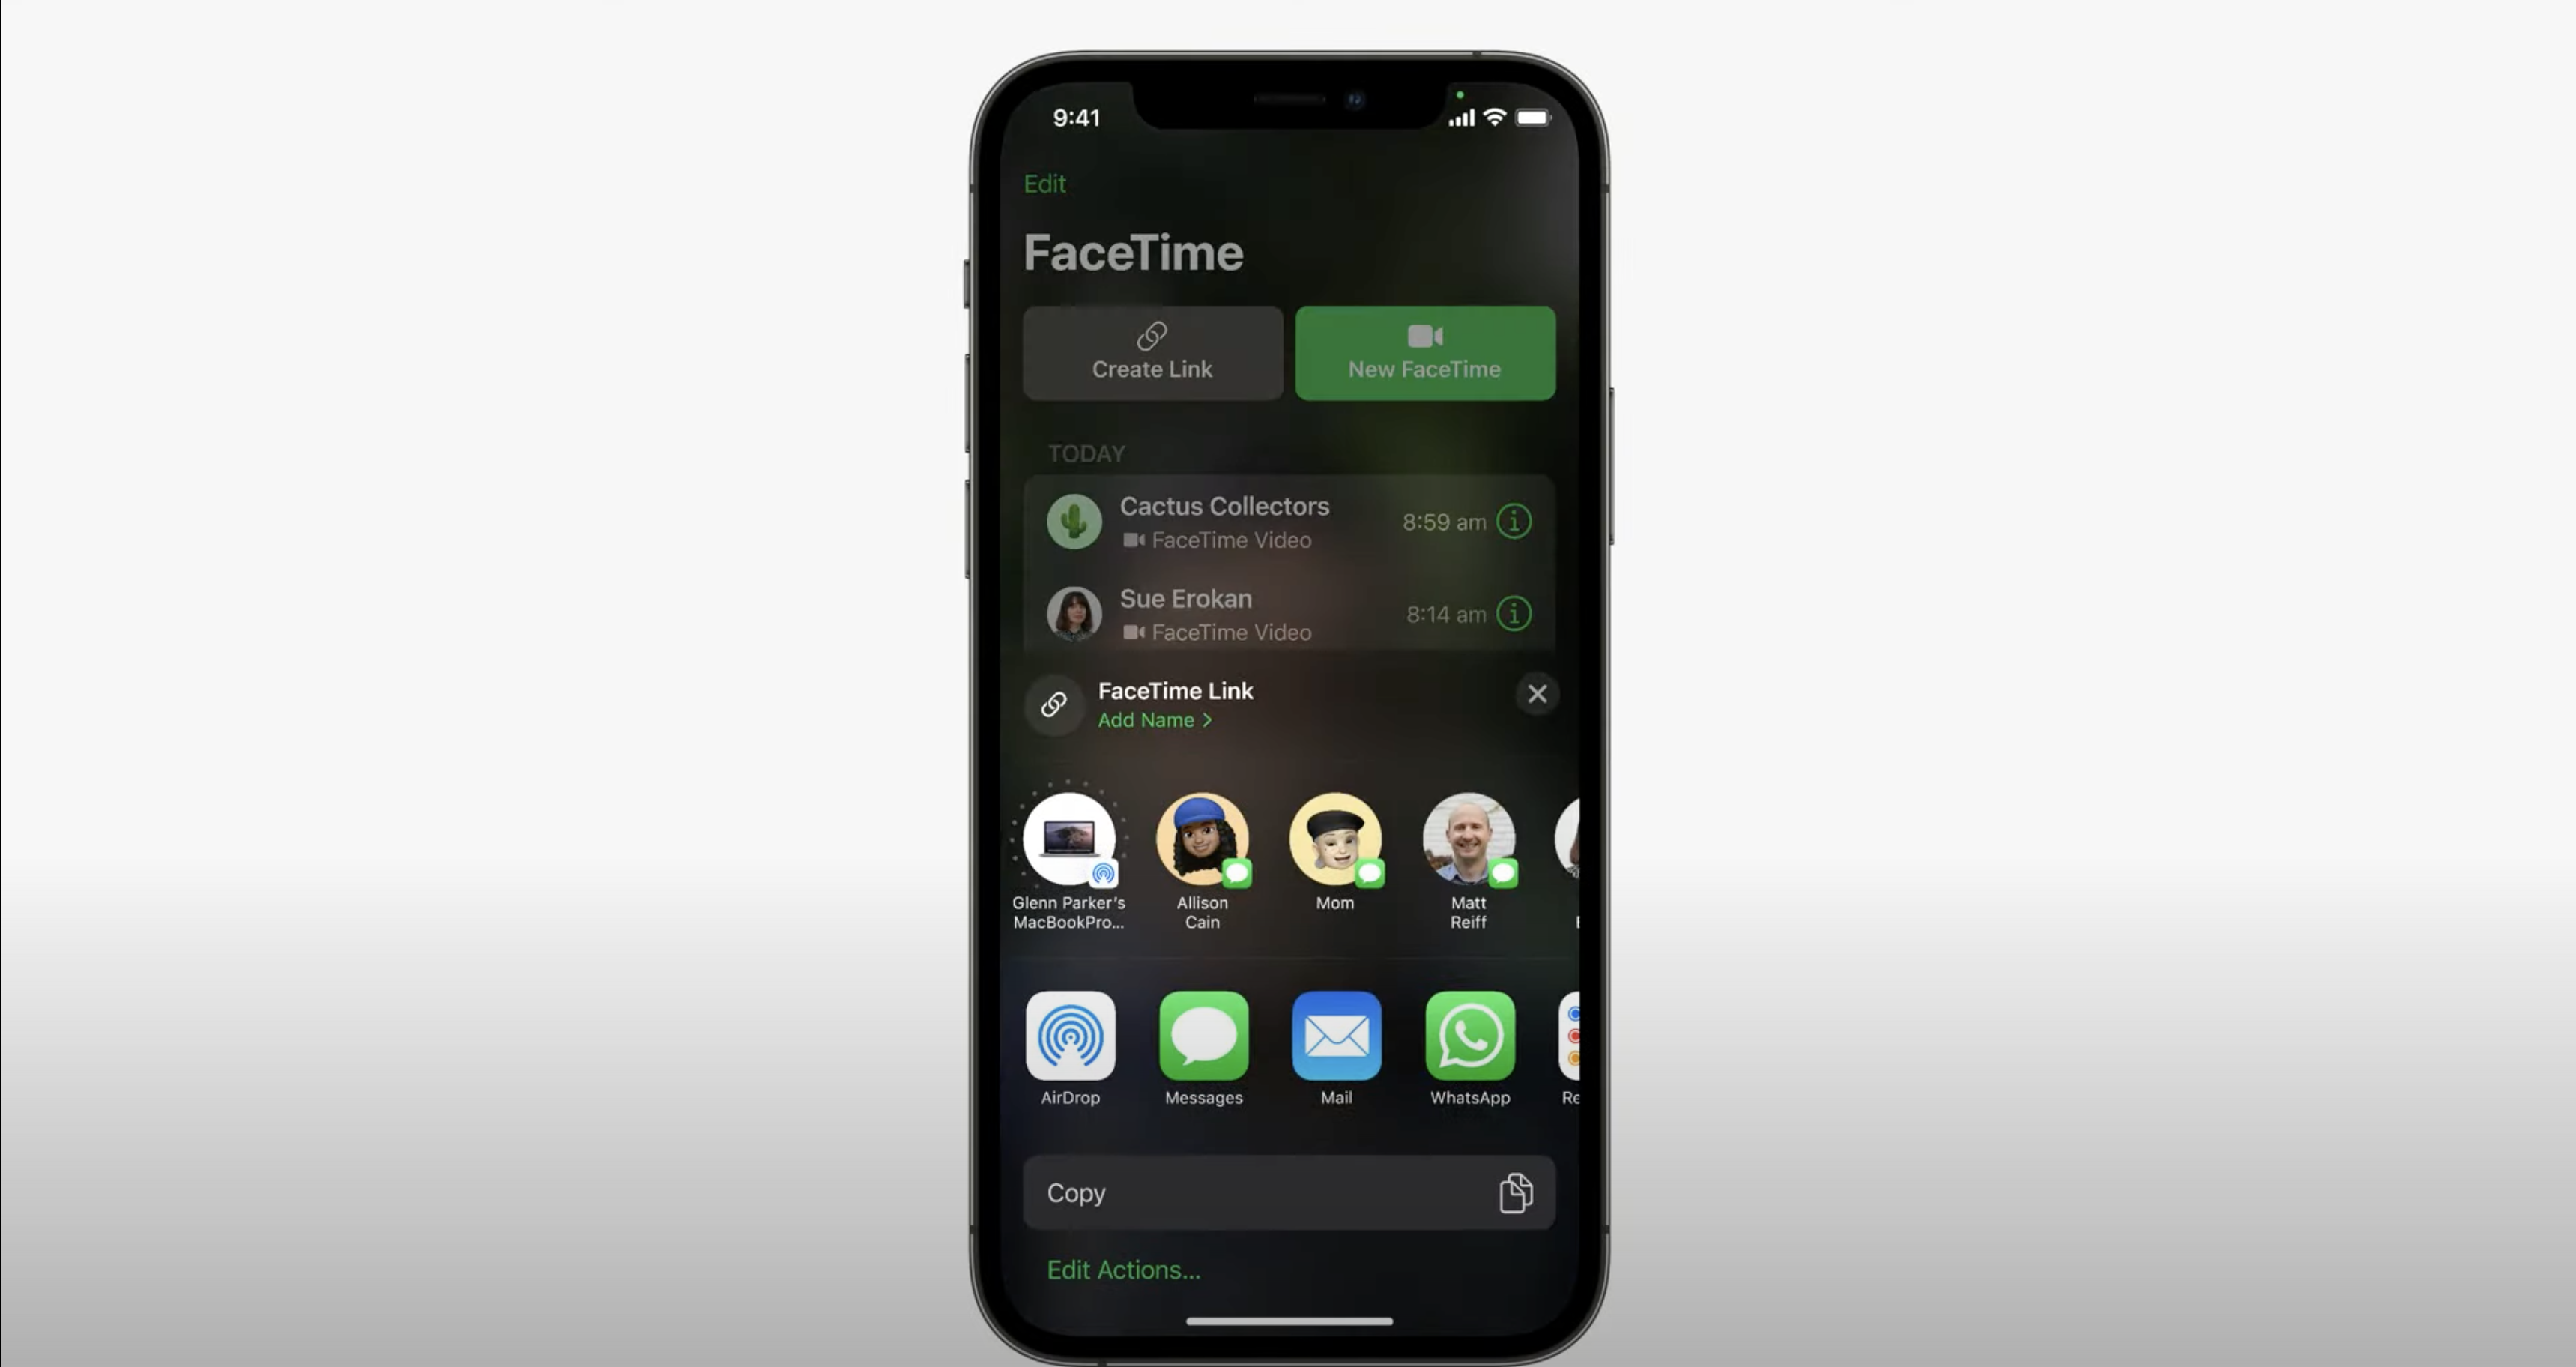 9:41
Edit
FaceTime
Create Link
New FaceTime
TODAY
Cactus Collectors
8:59 am
FaceTime Video
Sue Erokan
8:14 am
FaceTime Video
FaceTime Link
Add Name >
Glenn Parker's
MacBookPro...
Allison
Cain
Mom
Matt
Reiff
AirDrop
Messages
Mail
WhatsApp
Re
Copy
Edit Actions...